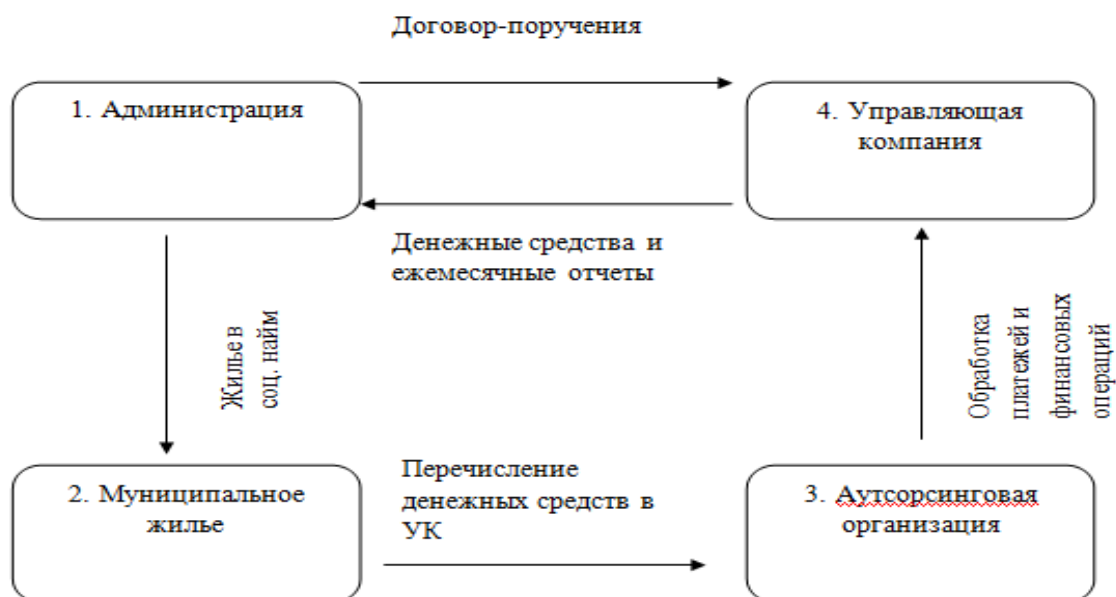 Договор-поручения
1. Администрация
4. Управляющая
компания
Денежные средства и
ежемесячные отчеты
Жилье в
соц. найм
Обработка
платежей и
финансовых
операций
2. Муниципальное
жилье
Перечисление
денежных средств в
УК
3. Аутсорсинговая
организация